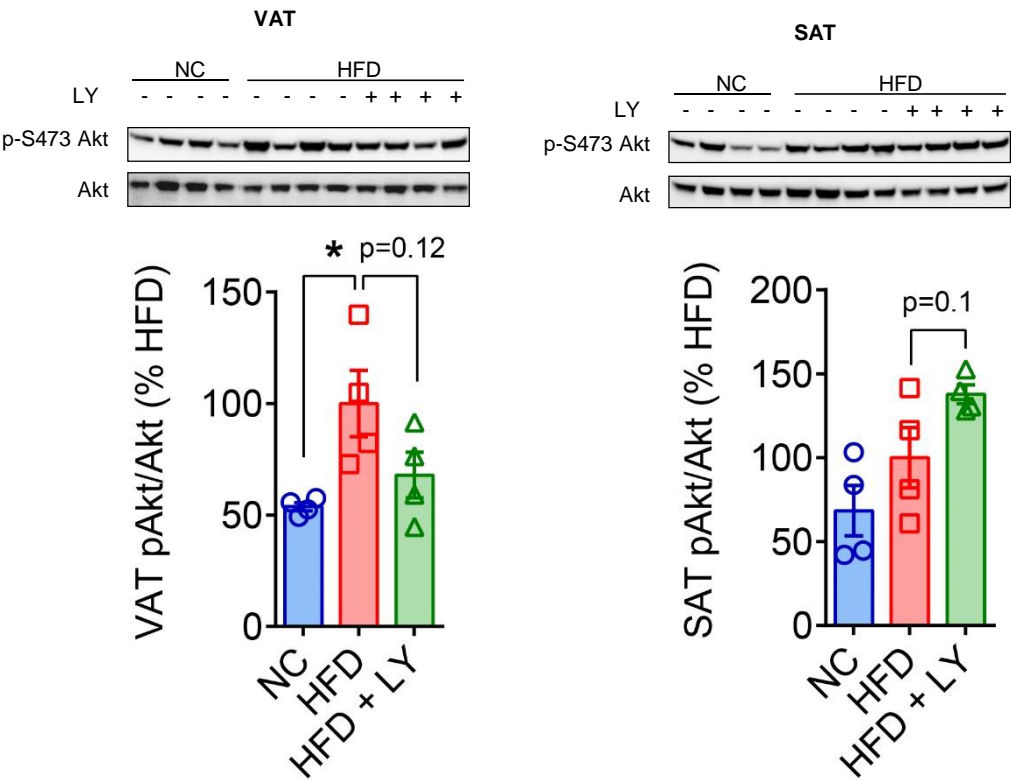 VAT
NC HFD
LY - - - - - - - - + + + +
p-S473 Akt
Akt
* p=0.12
VAT pAkt/Akt (% HFD)
150
100
50
0
NC
HFD
HFD + LY
SAT
NC HFD
LY - - - - - - - - + + + +
p-S473 Akt
Akt
p=0.1
SAT pAkt/Akt (% HFD)
200
150
100
50
0
NC
HFD
HFD + LY